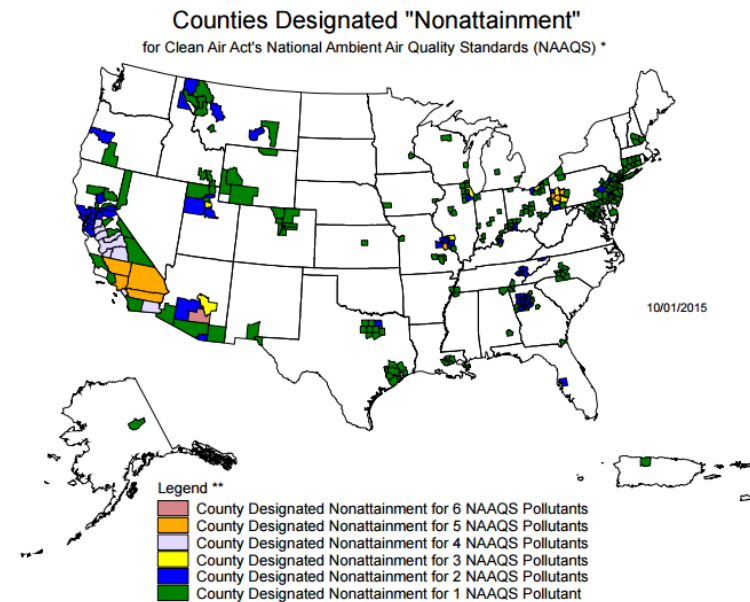 Counties Designated "Nonattainment"
for Clean Air Act's National Ambient Air Quality Standards (NAAQS) *
10/01/2015
Legend **
County Designated Nonattainment for 6 NAAQS Pollutants
County Designated Nonattainment for 5 NAAQS Pollutants
County Designated Nonattainment for 4 NAAQS Pollutants
County Designated Nonattainment for 3 NAAQS Pollutants
County Designated Nonattainment for 2 NAAQS Pollutants
County Designated Nonattainment for 1 NAAQS Pollutant